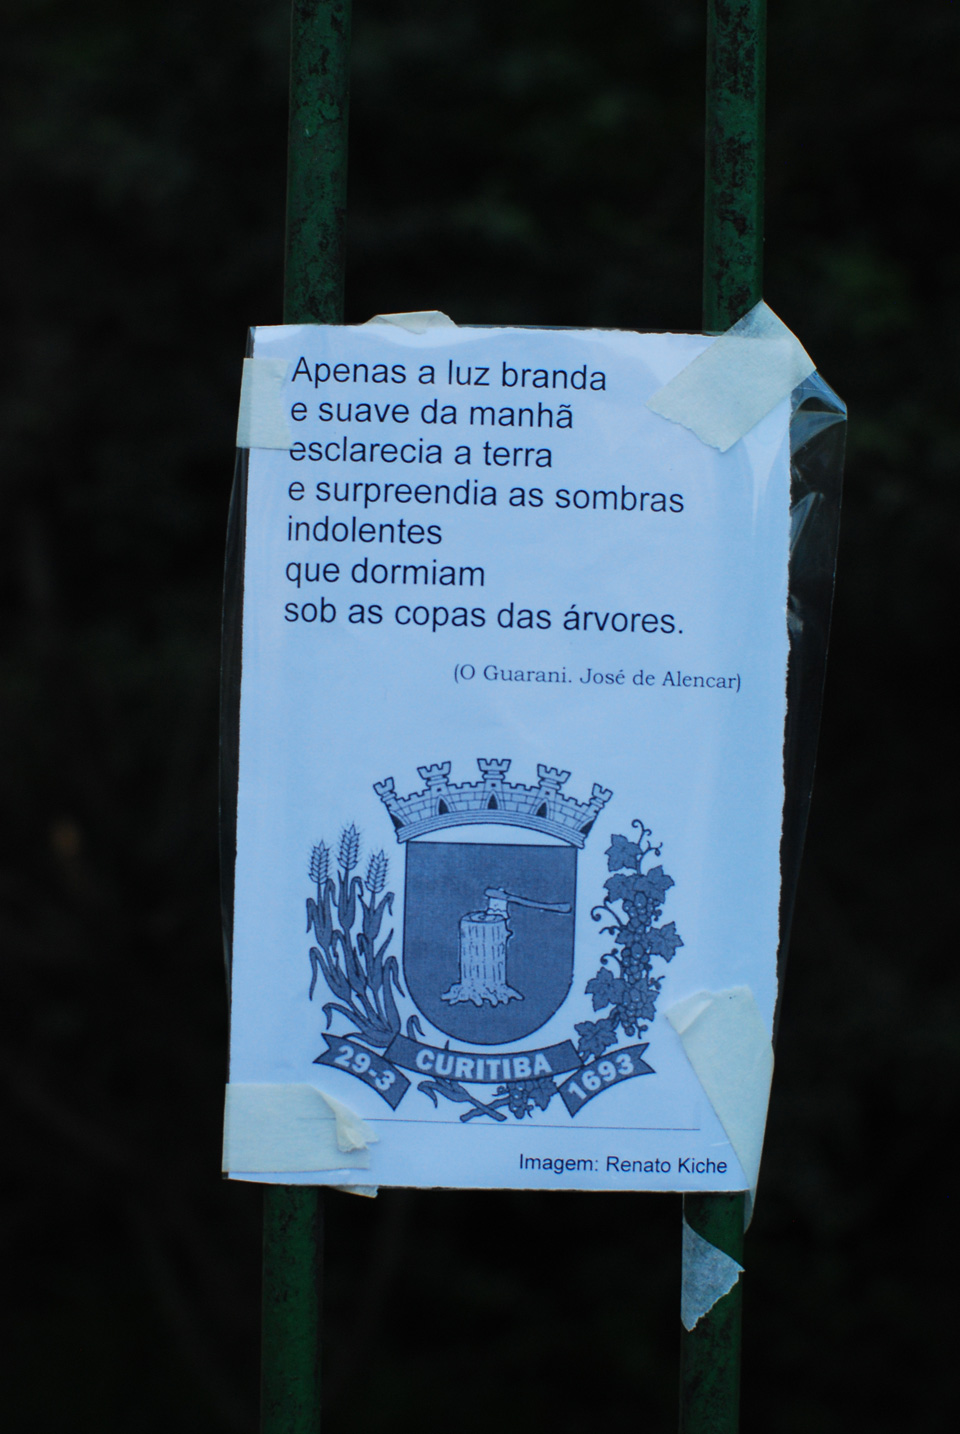 Apenas a luz branda
e suave da manhã
esclarecia a terra
e surpreendia as sombras
indolentes
que dormiam
sob as copas das árvores.
(O Guarani. José de Alencar)
29-3 CURITIBA 1693
Imagem: Renato Kiche